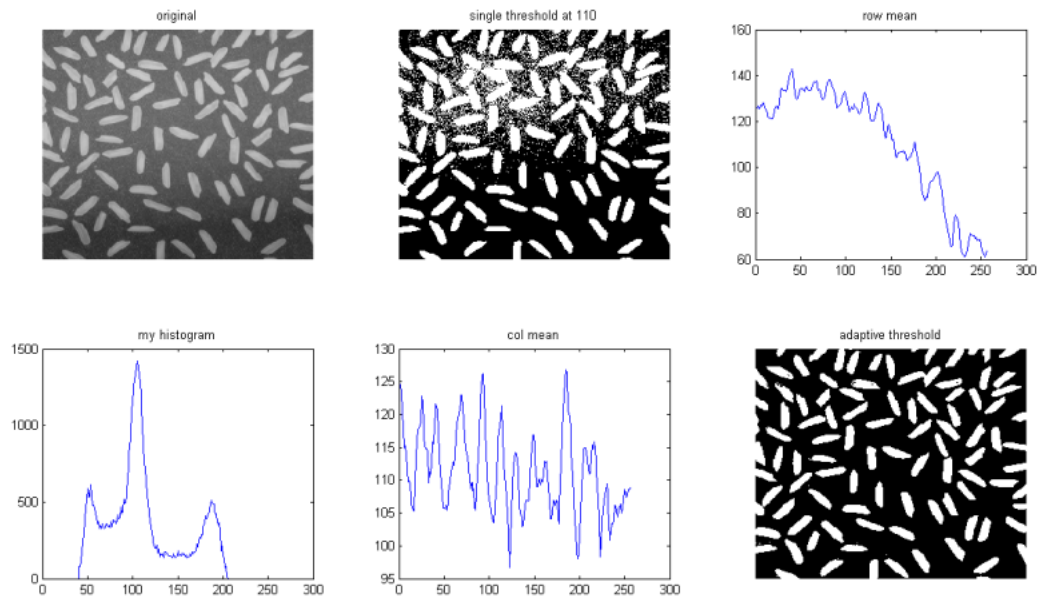 original
single threshold at 110
row mean
160
140
120
100
80
60
0 50 100 150 200 250 300
my histogram
1500
1000
500
0
0 50 100 150 200 250 300
col mean
130
125
120
115
110
105
100
95
0 50 100 150 200 250 300
adaptive threshold